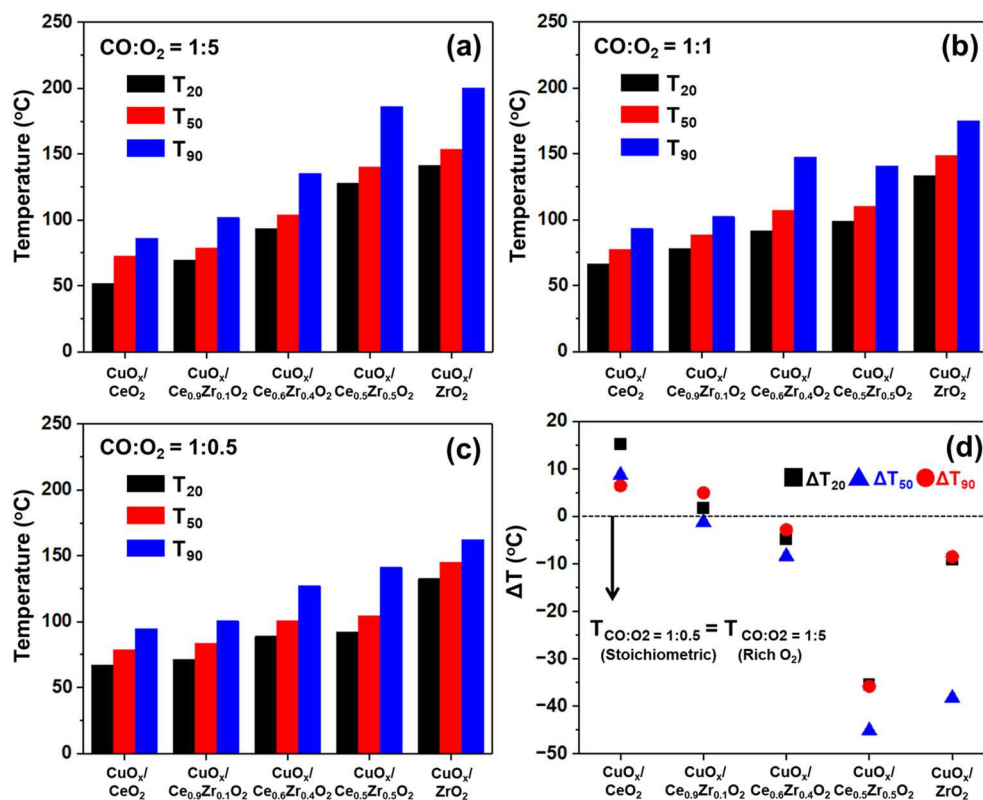 (a)
CO:O₂ = 1:5
T₂₀
T₅₀
T₉₀
Temperature (°C)
250
200
150
100
50
0
CuOₓ/ CuOₓ/ CuOₓ/ CuOₓ/ CuOₓ/
CeO₂ Ce₀.₉Zr₀.₁O₂ Ce₀.₆Zr₀.₄O₂ Ce₀.₅Zr₀.₅O₂ ZrO₂
(b)
CO:O₂ = 1:1
T₂₀
T₅₀
T₉₀
Temperature (°C)
250
200
150
100
50
0
CuOₓ/ CuOₓ/ CuOₓ/ CuOₓ/ CuOₓ/
CeO₂ Ce₀.₉Zr₀.₁O₂ Ce₀.₆Zr₀.₄O₂ Ce₀.₅Zr₀.₅O₂ ZrO₂
(c)
CO:O₂ = 1:0.5
T₂₀
T₅₀
T₉₀
Temperature (°C)
250
200
150
100
50
0
CuOₓ/ CuOₓ/ CuOₓ/ CuOₓ/ CuOₓ/
CeO₂ Ce₀.₉Zr₀.₁O₂ Ce₀.₆Zr₀.₄O₂ Ce₀.₅Zr₀.₅O₂ ZrO₂
(d)
ΔT₂₀ ΔT₅₀ ΔT₉₀
ΔT (°C)
20
10
0
−10
−20
−30
−40
−50
T CO:O2 = 1:0.5 = T CO:O2 = 1:5
(Stoichiometric) (Rich O₂)
CuOₓ/ CuOₓ/ CuOₓ/ CuOₓ/ CuOₓ/
CeO₂ Ce₀.₉Zr₀.₁O₂ Ce₀.₆Zr₀.₄O₂ Ce₀.₅Zr₀.₅O₂ ZrO₂